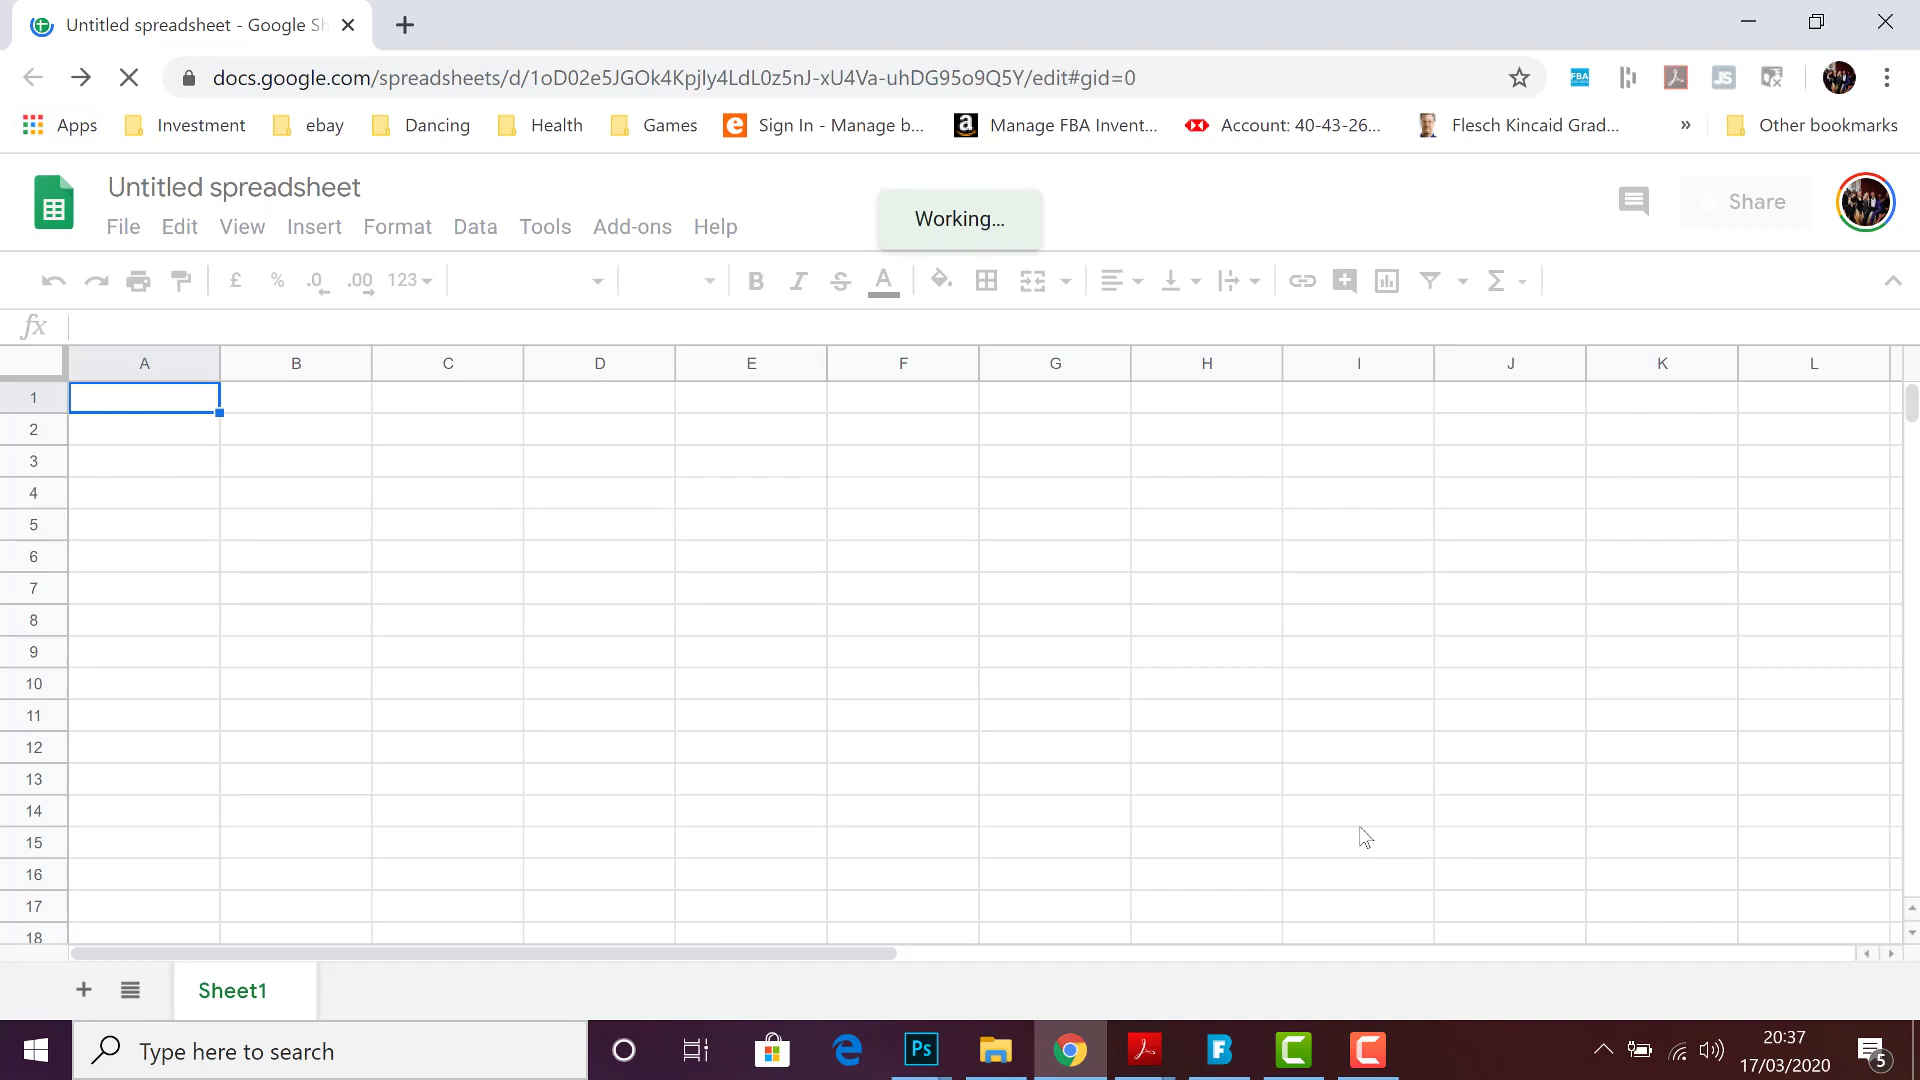 Untitled spreadsheet - Google Sh
docs.google.com/spreadsheets/d/1oD02e5JGOk4Kpjly4LdL0z5nJ-xU4Va-uhDG95o9Q5Y/edit#gid=0
FBA
JS
Apps Investment ebay Dancing Health Games Sign In - Manage b... Manage FBA Invent... Account: 40-43-26... Flesch Kincaid Grad... » Other bookmarks
Untitled spreadsheet
Working...
Share
File Edit View Insert Format Data Tools Add-ons Help
£ % .0 .00 123 B I S A Σ
fx
A B C D E F G H I J K L
1
2
3
4
5
6
7
8
9
10
11
12
13
14
15
16
17
18
+ Sheet1
Type here to search
Ps
20:37
17/03/2020
5